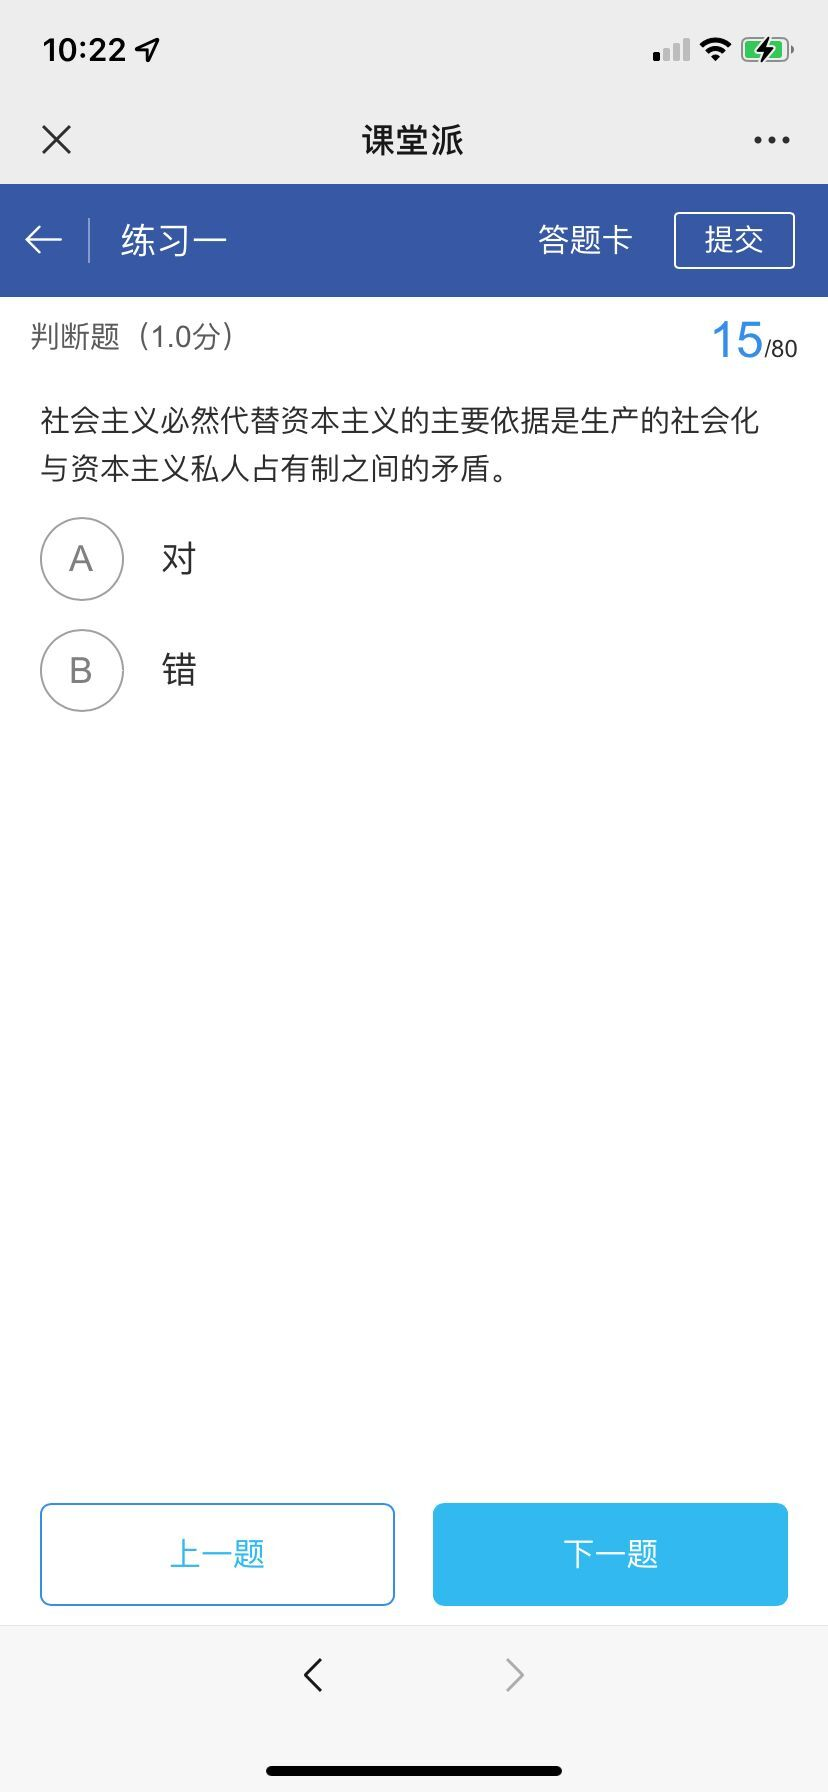 10:22
课堂派
练习一
答题卡
提交
判断题（1.0分）
15/80
社会主义必然代替资本主义的主要依据是生产的社会化
与资本主义私人占有制之间的矛盾。
A 对
B 错
上一题
下一题